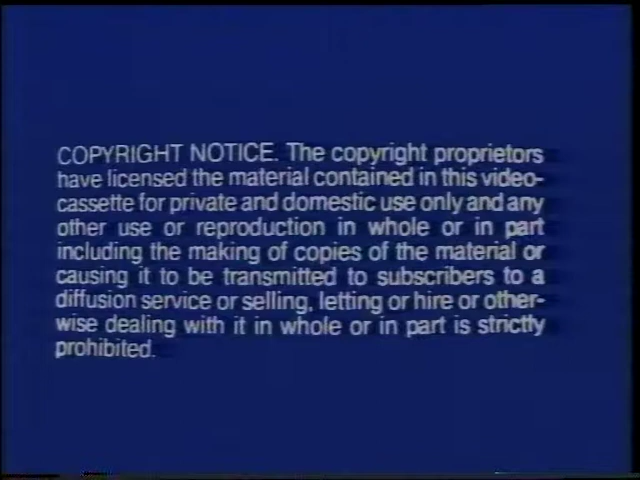 COPYRIGHT NOTICE. The copyright proprietors
have licensed the material contained in this video-
cassette for private and domestic use only and any
other use or reproduction in whole or in part
including the making of copies of the material or
causing it to be transmitted to subscribers to a
diffusion service or selling, letting or hire or other-
wise dealing with it in whole or in part is strictly
prohibited.